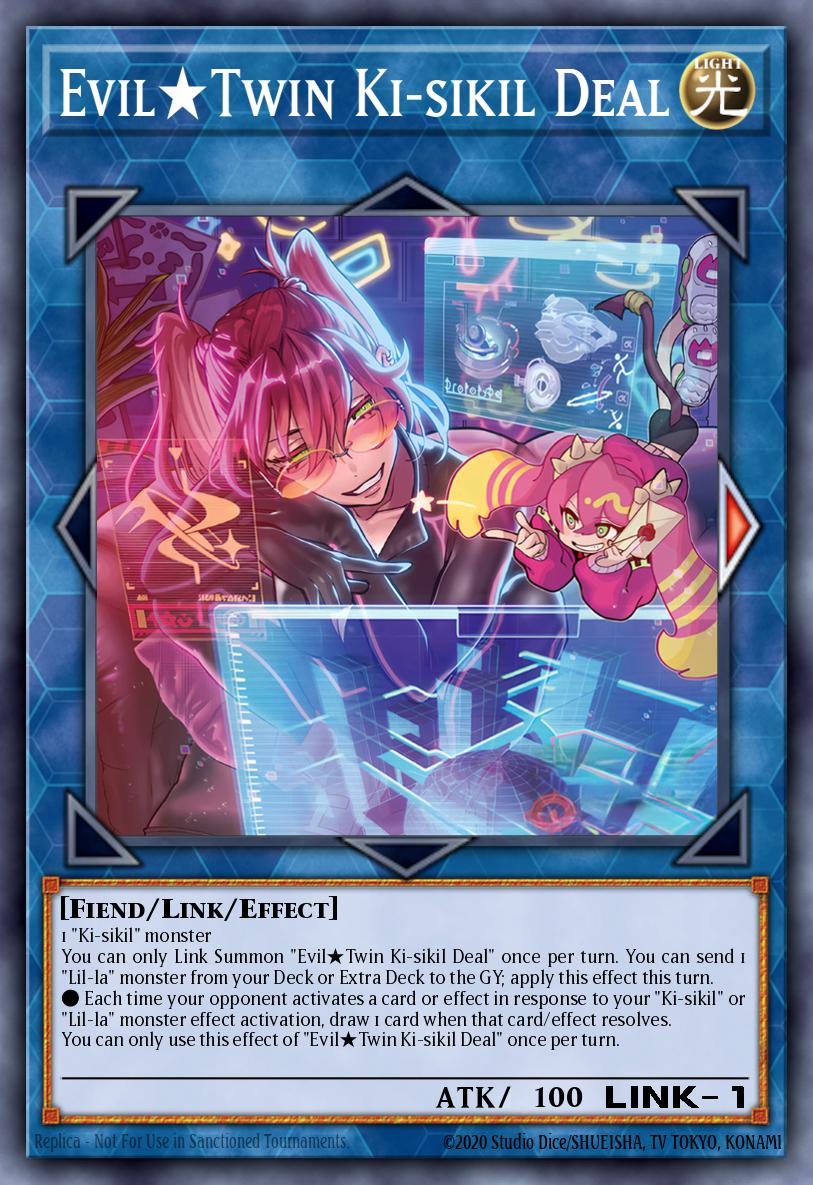 EVIL★TWIN KI-SIKIL DEAL
LIGHT
光
prototype
[FIEND/LINK/EFFECT]
1 "Ki-sikil" monster
You can only Link Summon "Evil★Twin Ki-sikil Deal" once per turn. You can send 1
"Lil-la" monster from your Deck or Extra Deck to the GY; apply this effect this turn.
● Each time your opponent activates a card or effect in response to your "Ki-sikil" or
"Lil-la" monster effect activation, draw 1 card when that card/effect resolves.
You can only use this effect of "Evil★Twin Ki-sikil Deal" once per turn.
ATK/ 100 LINK-1
Replica - Not For Use in Sanctioned Tournaments.
©2020 Studio Dice/SHUEISHA, TV TOKYO, KONAMI